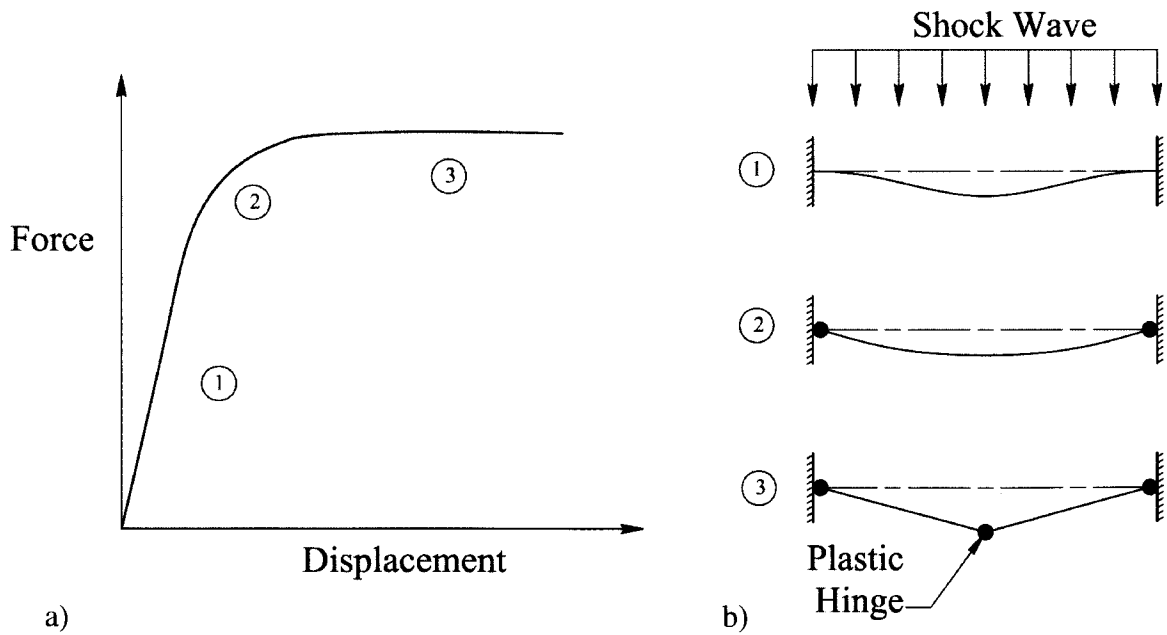 Force
1
2
3
Displacement
a)
Shock Wave
1
2
3
Plastic
Hinge
b)